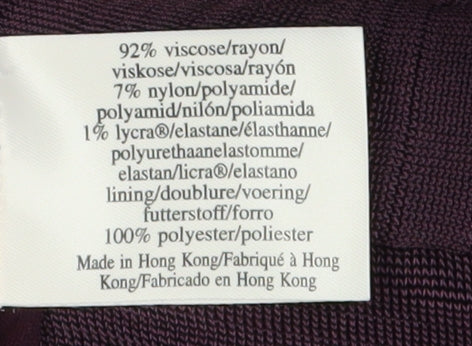 92% viscose/rayon/
viskose/viscosa/rayón
7% nylon/polyamide/
polyamid/nilón/poliamida
1% lycra®/elastane/élasthanne/
polyurethaanelastomme/
elastan/licra®/elastano
lining/doublure/voering/
futterstoff/forro
100% polyester/poliester
Made in Hong Kong/Fabriqué à Hong
Kong/Fabricado en Hong Kong